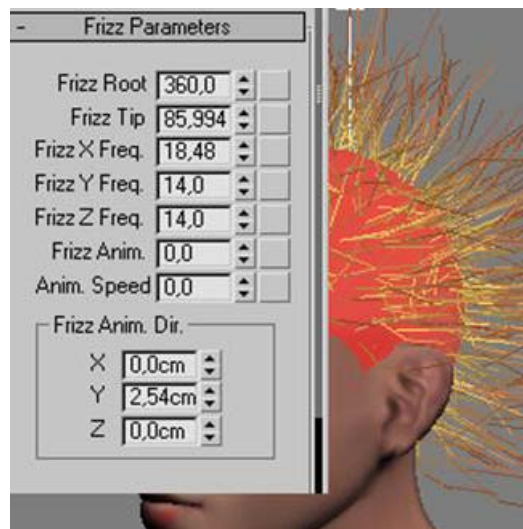 - Frizz Parameters
Frizz Root 360,0
Frizz Tip 85,994
Frizz X Freq. 18,48
Frizz Y Freq. 14,0
Frizz Z Freq. 14,0
Frizz Anim. 0,0
Anim. Speed 0,0
Frizz Anim. Dir.
X 0,0cm
Y 2,54cm
Z 0,0cm